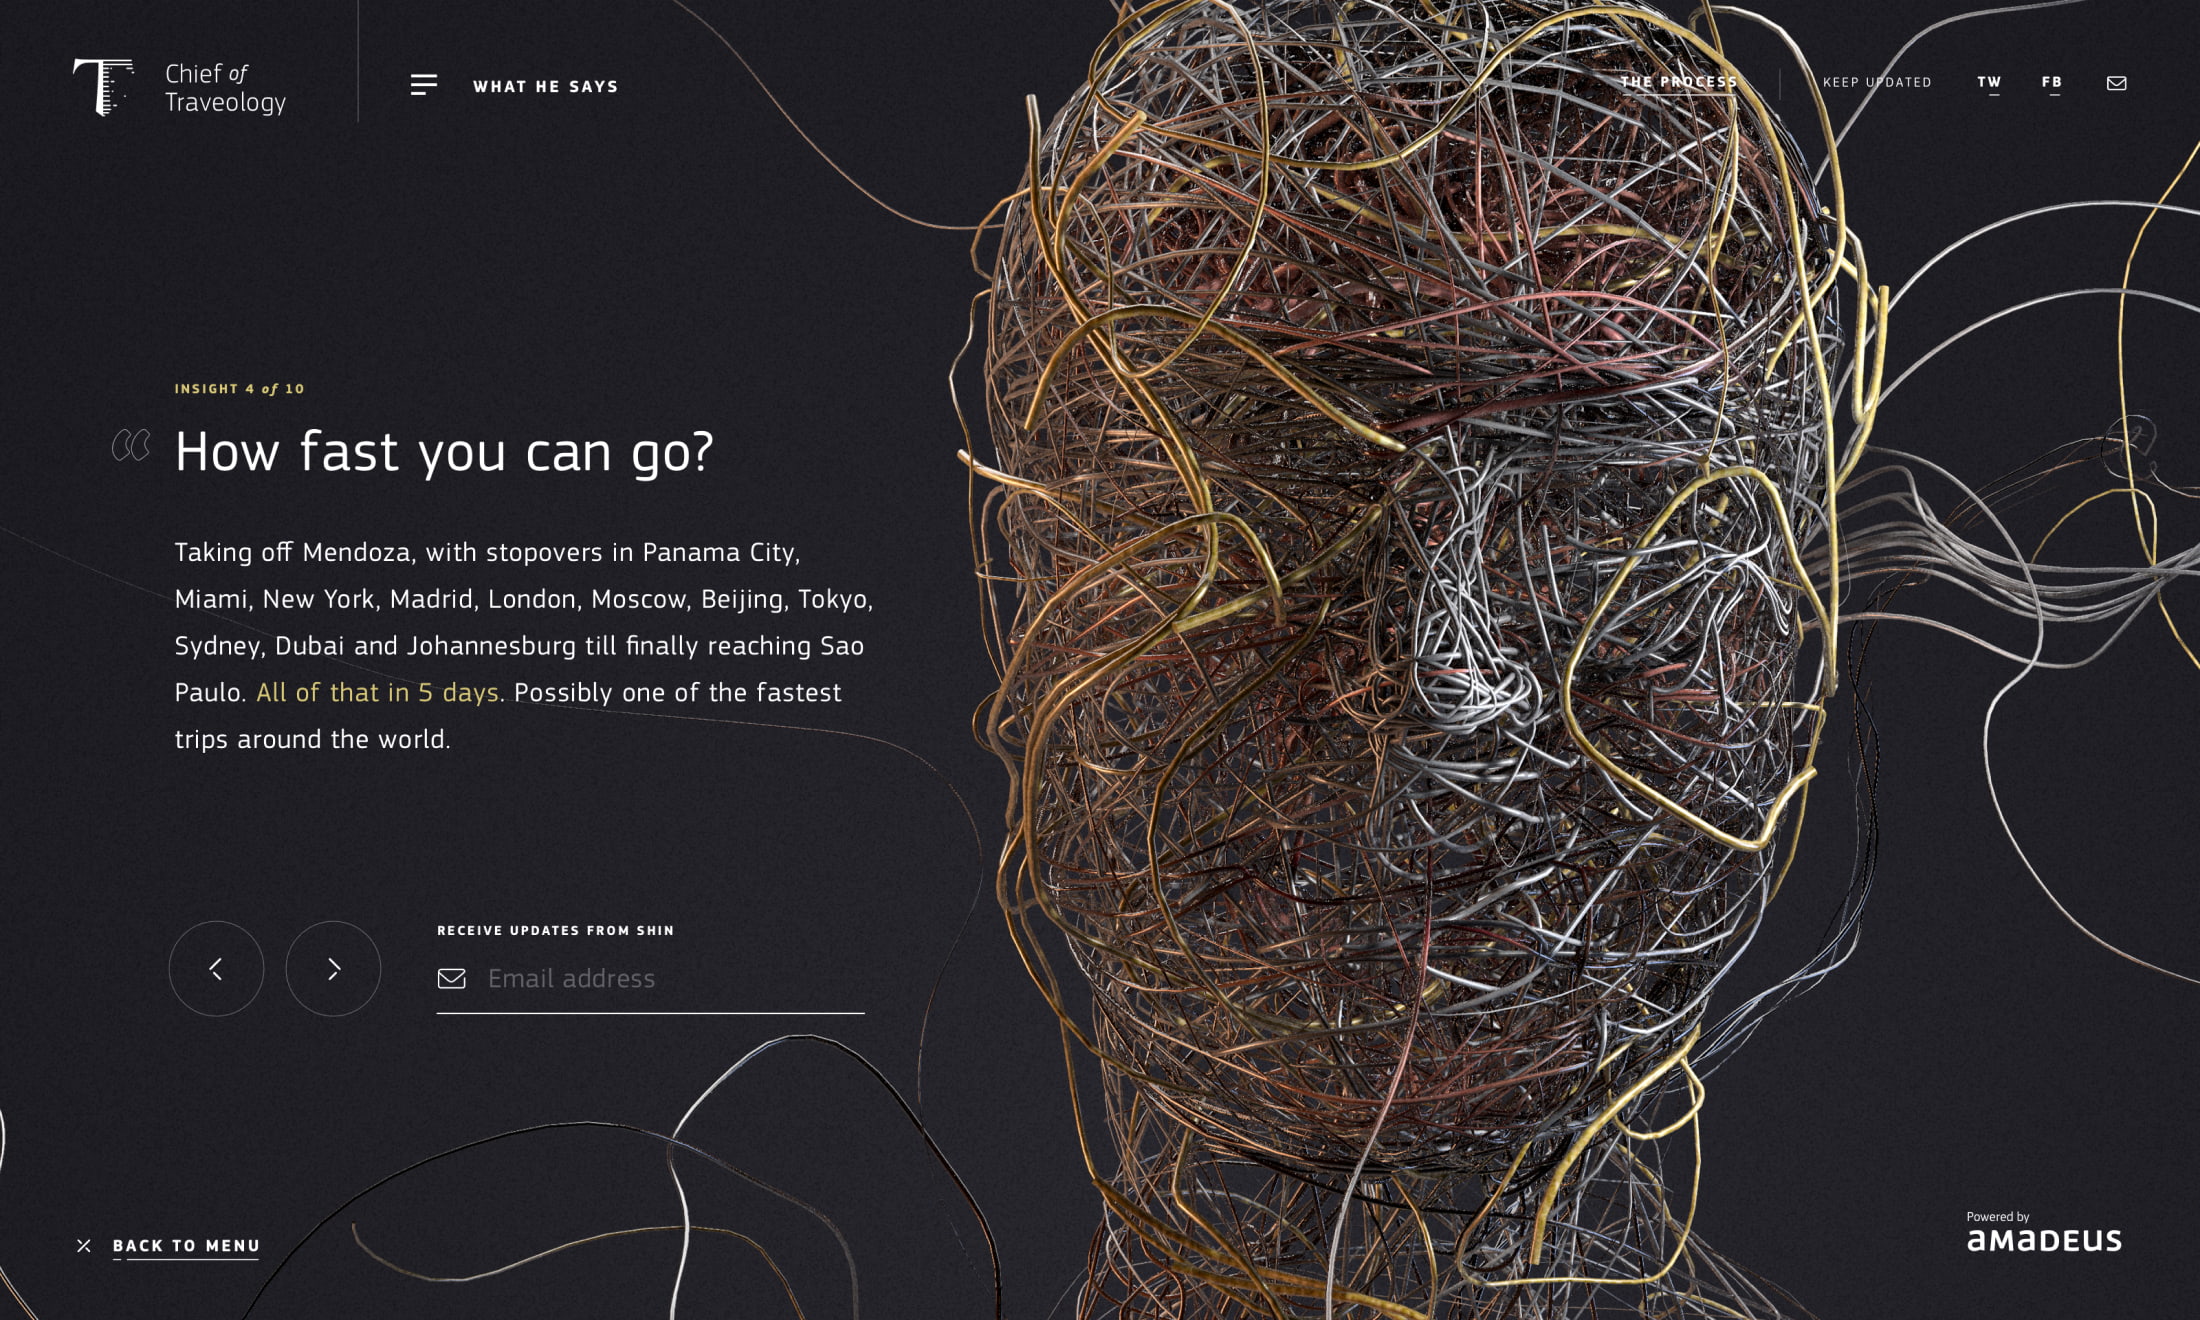 Chief of
Traveology
WHAT HE SAYS
THE PROCESS
KEEP UPDATED
TW
FB
INSIGHT 4 of 10
How fast you can go?
Taking off Mendoza, with stopovers in Panama City,
Miami, New York, Madrid, London, Moscow, Beijing, Tokyo,
Sydney, Dubai and Johannesburg till finally reaching Sao
Paulo. All of that in 5 days. Possibly one of the fastest
trips around the world.
RECEIVE UPDATES FROM SHIN
Email address
BACK TO MENU
Powered by
aMaDEUS